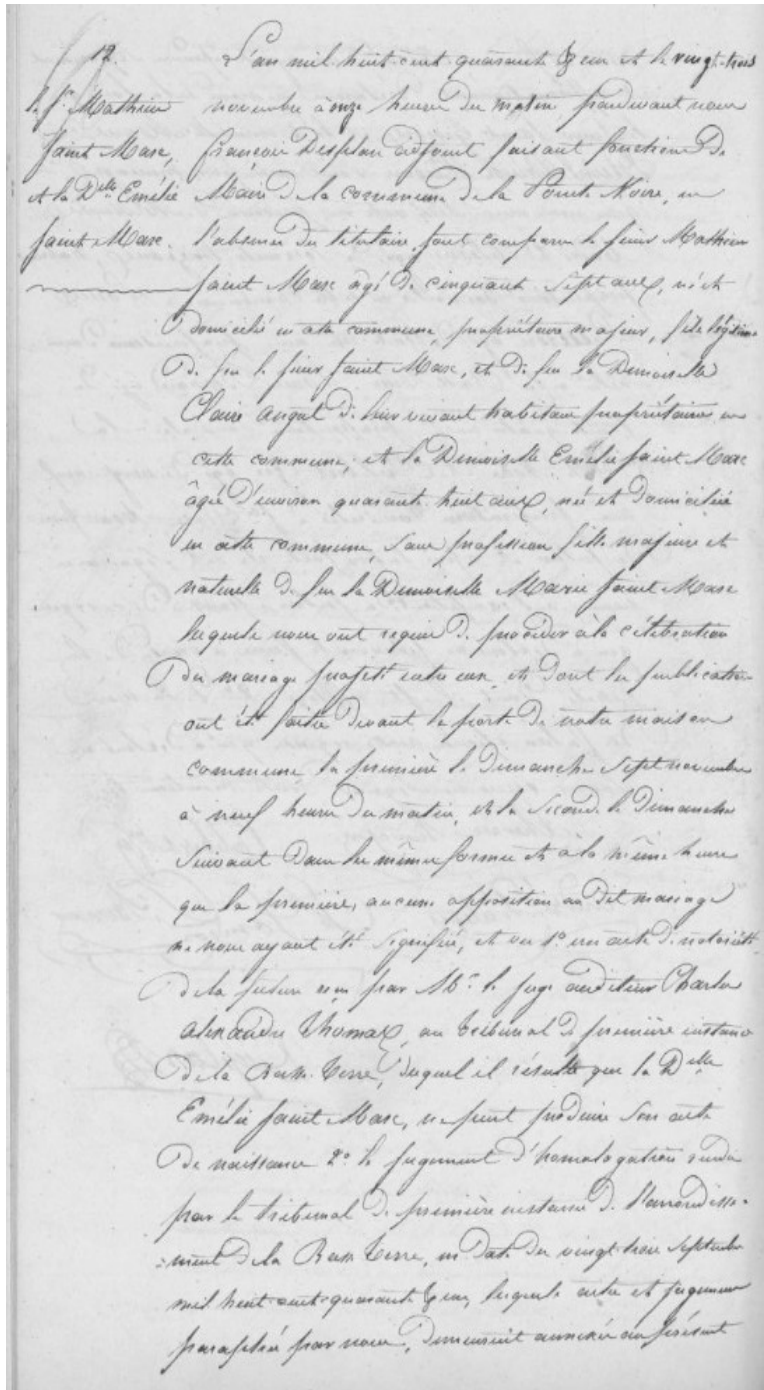 12.
le Sr. Mathieu
Saint Marc,
et la Dlle Emélie
Saint Marc.
L'an mil huit cent quarante deux et le vingt-trois
novembre à onze heures du matin pardevant nous
françois Desplan adjoint faisant fonctions de
Maire de la commune de la Pointe Noire, en
l'absence du titulaire, sont comparu le sieur Mathieu
Saint Marc âgé de cinquante sept ans, né et
domicilié en cette commune, propriétaire majeur, fils légitime
de feu le sieur Saint Marc, et de feu la Demoiselle
Claire Angat de leur vivant habitans propriétaires en
cette commune; et la Demoiselle Emélie Saint Marc
âgée d'environ quarante huit ans, née et domiciliée
en cette commune, sans profession fille majeure et
naturelle de feu la Demoiselle Marie Saint Marc
lesquels nous ont requis de procéder à la célébration
du mariage projeté entre eux, et dont les publications
ont été faites devant la porte de notre maison
commune, la première le dimanche sept novembre
à neuf heures du matin, et la seconde le dimanche
suivant dans les mêmes formes et à la même heure
que la première, aucune opposition au dit mariage
ne nous ayant été signifiée, et vu 1o un acte de notoriété
de la future reçu par Mr. le juge auditeur Charles
Alexandre Thomas, au tribunal de première instance
de la Basse-Terre, duquel il résulte que la Dlle
Emélie Saint Marc, ne peut produire son acte
de naissance 2o le jugement d'homologation rendu
par le tribunal de première instance de l'arrondisse-
=ment de la Basse Terre, en date du vingt-trois Septembre
mil huit cent quarante deux, lesquels acte et jugement
paraphés par nous, demeurent annexés au présent